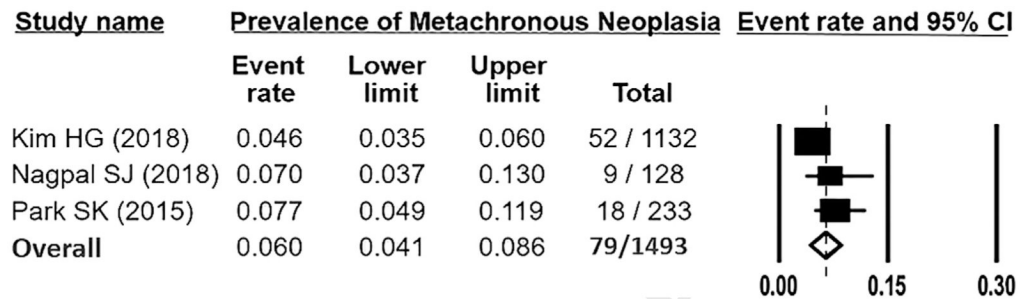 Study name Prevalence of Metachronous Neoplasia Event rate and 95% CI
Event rate Lower limit Upper limit Total
Kim HG (2018) 0.046 0.035 0.060 52 / 1132
Nagpal SJ (2018) 0.070 0.037 0.130 9 / 128
Park SK (2015) 0.077 0.049 0.119 18 / 233
Overall 0.060 0.041 0.086 79/1493
0.00 0.15 0.30